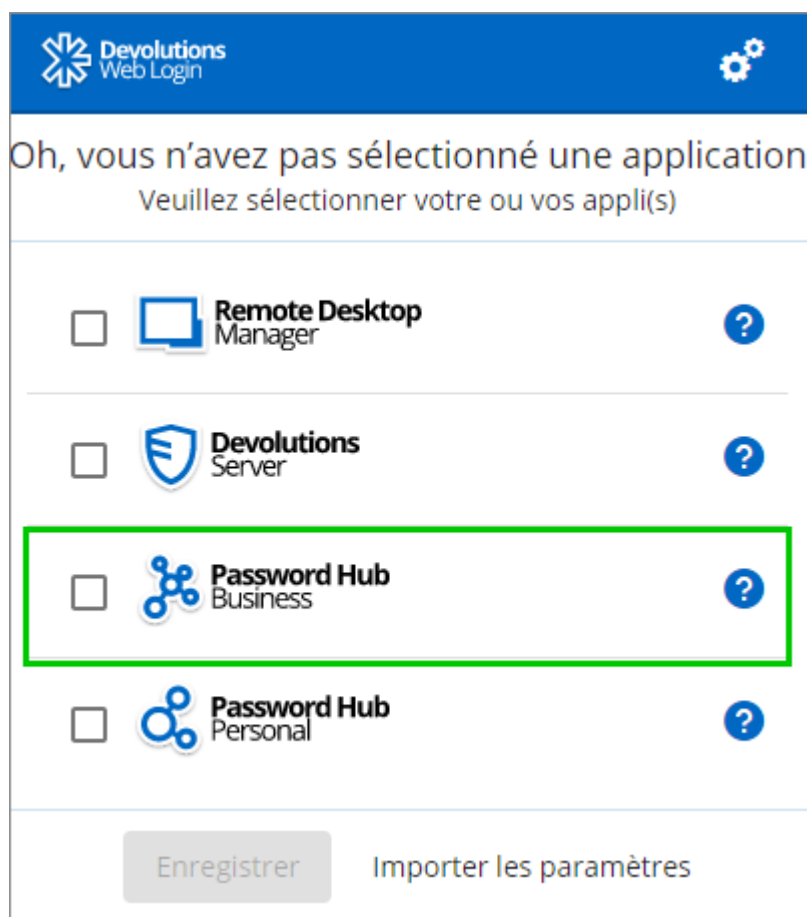 Devolutions
Web Login
Oh, vous n’avez pas sélectionné une application
Veuillez sélectionner votre ou vos appli(s)
Remote Desktop
Manager
?
Devolutions
Server
?
Password Hub
Business
?
Password Hub
Personal
?
Enregistrer Importer les paramètres